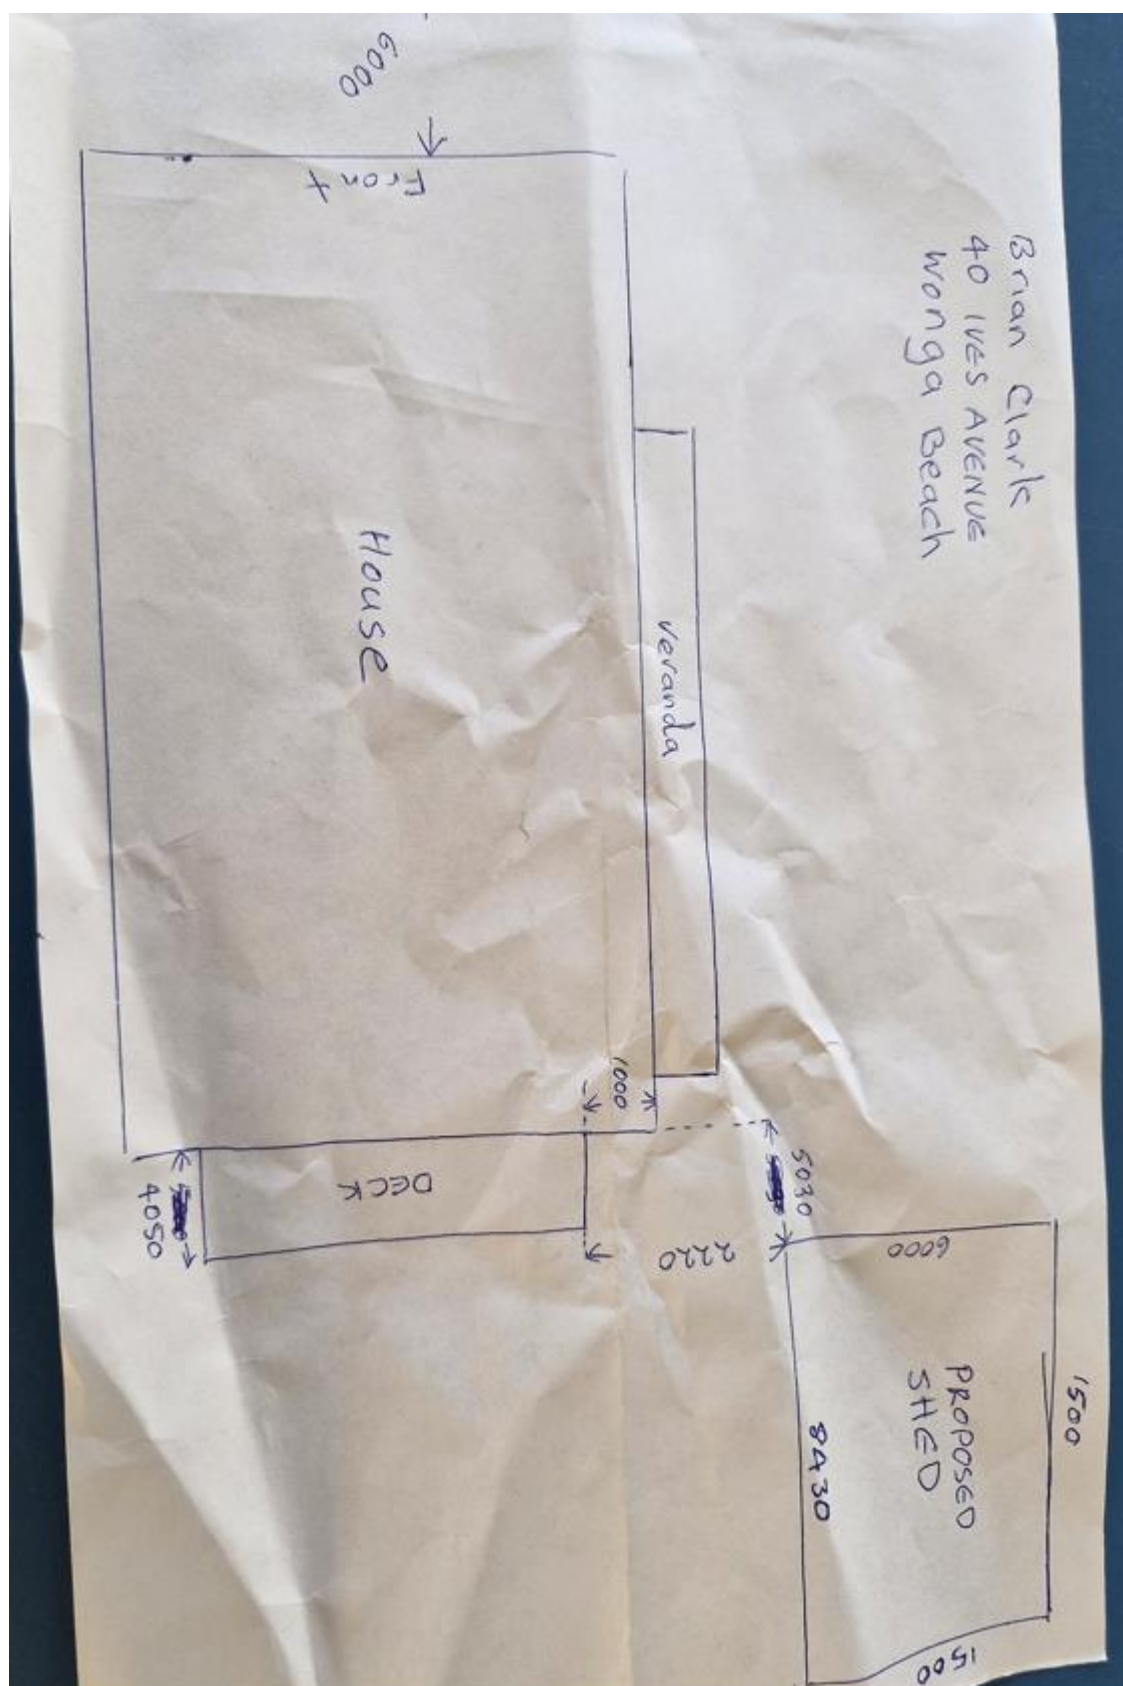 Brian Clark
40 IVES AVENUE
Wonga Beach
6000
Front
House
Veranda
1000
DECK
4050
5030
2220
6000
PROPOSED
SHED
8430
1500
1500